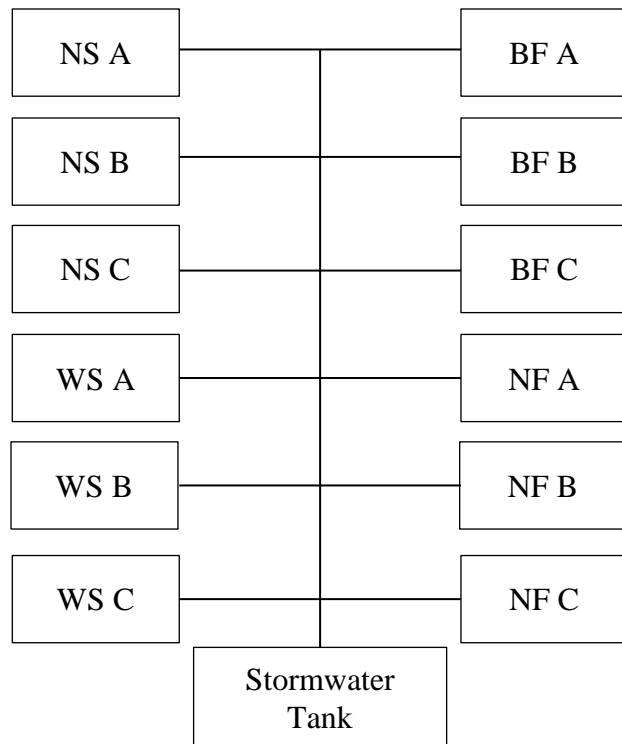 NS A
BF A
NS B
BF B
NS C
BF C
WS A
NF A
WS B
NF B
WS C
NF C
Stormwater
Tank